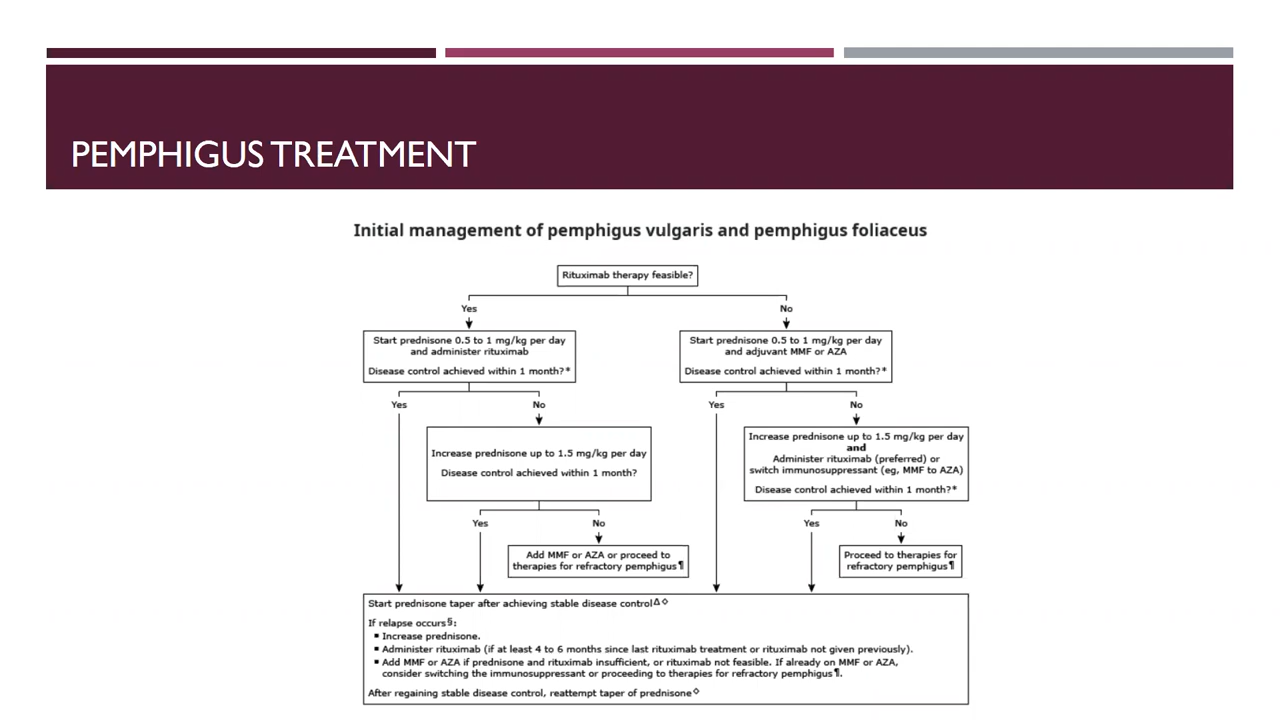 PEMPHIGUS TREATMENT
Initial management of pemphigus vulgaris and pemphigus foliaceus
Rituximab therapy feasible?
Yes
No
Start prednisone 0.5 to 1 mg/kg per day
and administer rituximab
Disease control achieved within 1 month?*
Start prednisone 0.5 to 1 mg/kg per day
and adjuvant MMF or AZA
Disease control achieved within 1 month?*
Yes
No
Yes
No
Increase prednisone up to 1.5 mg/kg per day
Disease control achieved within 1 month?
Increase prednisone up to 1.5 mg/kg per day
and
Administer rituximab (preferred) or
switch immunosuppressant (eg, MMF to AZA)
Disease control achieved within 1 month?*
Yes
No
Yes
No
Add MMF or AZA or proceed to
therapies for refractory pemphigus¶
Proceed to therapies for
refractory pemphigus¶
Start prednisone taper after achieving stable disease controlΔ◇
If relapse occurs§:
▪ Increase prednisone.
▪ Administer rituximab (if at least 4 to 6 months since last rituximab treatment or rituximab not given previously).
▪ Add MMF or AZA if prednisone and rituximab insufficient, or rituximab not feasible. If already on MMF or AZA,
consider switching the immunosuppressant or proceeding to therapies for refractory pemphigus¶.
After regaining stable disease control, reattempt taper of prednisone◇